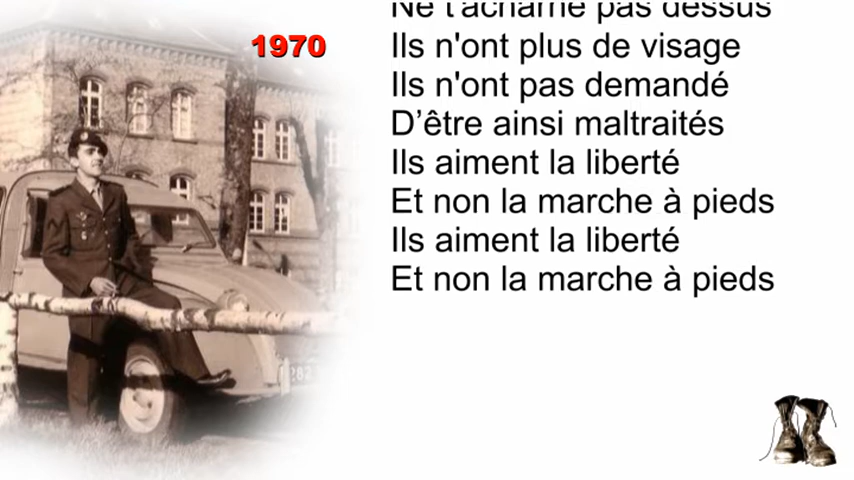 Ne t'acharne pas dessus
1970
Ils n'ont plus de visage
Ils n'ont pas demandé
D’être ainsi maltraités
Ils aiment la liberté
Et non la marche à pieds
Ils aiment la liberté
Et non la marche à pieds